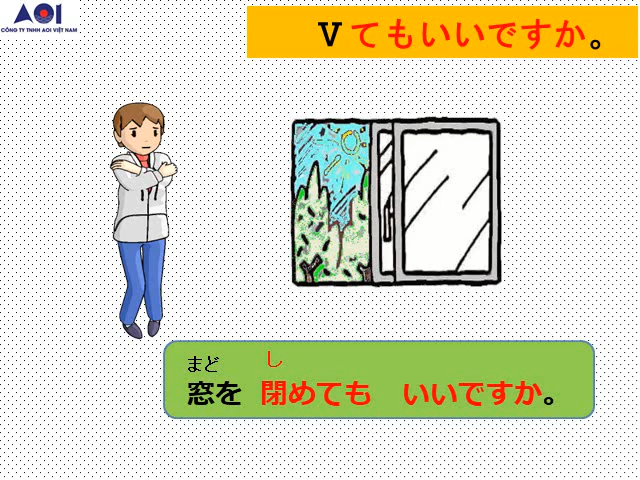 AOI
CÔNG TY TNHH AOI VIỆT NAM
Vてもいいですか。
まど し
窓を 閉めても いいですか。